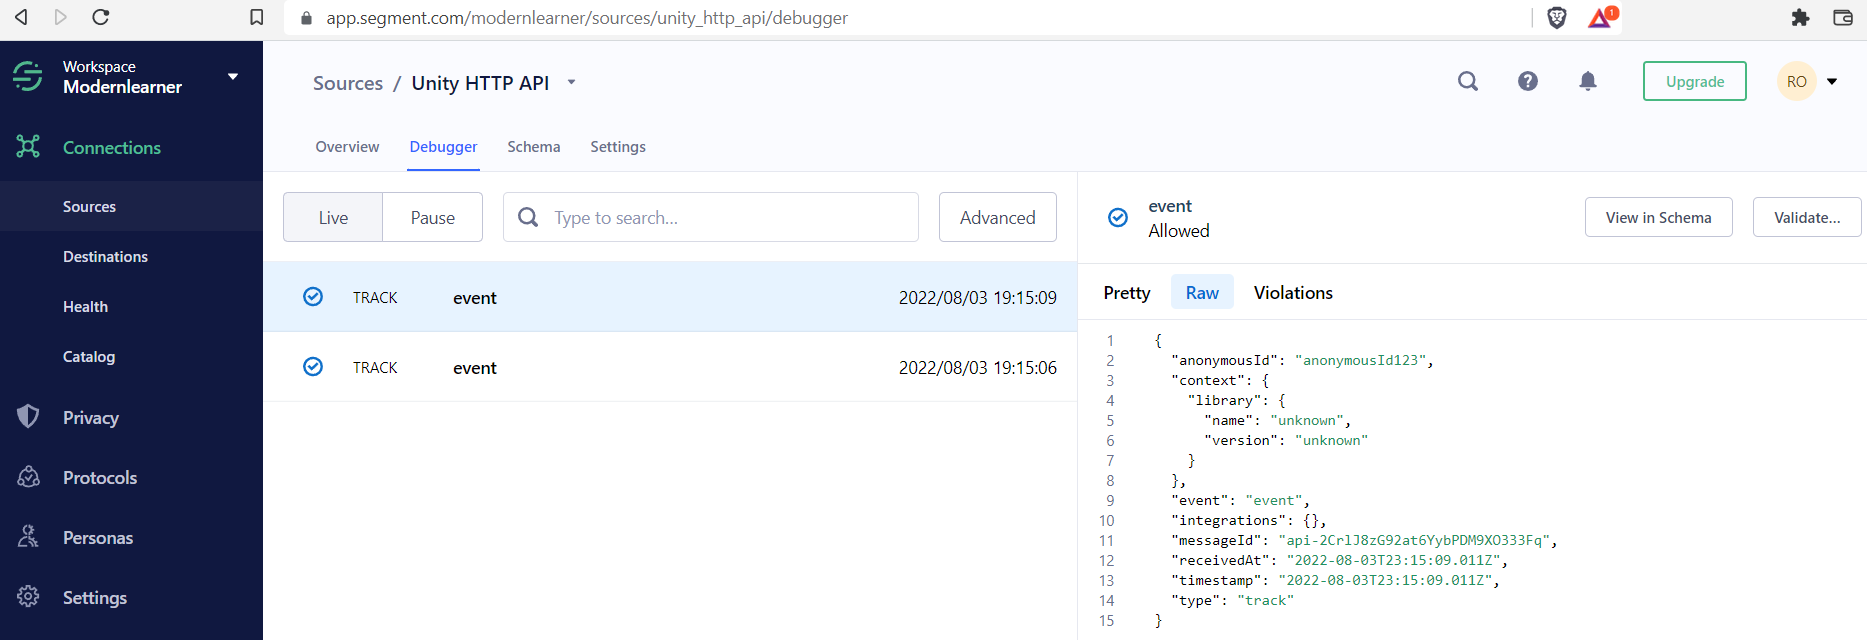 app.segment.com/modernlearner/sources/unity_http_api/debugger
1
Workspace
Modernlearner
Connections
Sources
Destinations
Health
Catalog
Privacy
Protocols
Personas
Settings
Sources / Unity HTTP API
Upgrade
RO
Overview Debugger Schema Settings
Live Pause Type to search... Advanced
TRACK event 2022/08/03 19:15:09
TRACK event 2022/08/03 19:15:06
event
Allowed
View in Schema Validate...
Pretty Raw Violations
1 {
2 "anonymousId": "anonymousId123",
3 "context": {
4 "library": {
5 "name": "unknown",
6 "version": "unknown"
7 }
8 },
9 "event": "event",
10 "integrations": {},
11 "messageId": "api-2CrlJ8zG92at6YybPDM9XO333Fq",
12 "receivedAt": "2022-08-03T23:15:09.011Z",
13 "timestamp": "2022-08-03T23:15:09.011Z",
14 "type": "track"
15 }